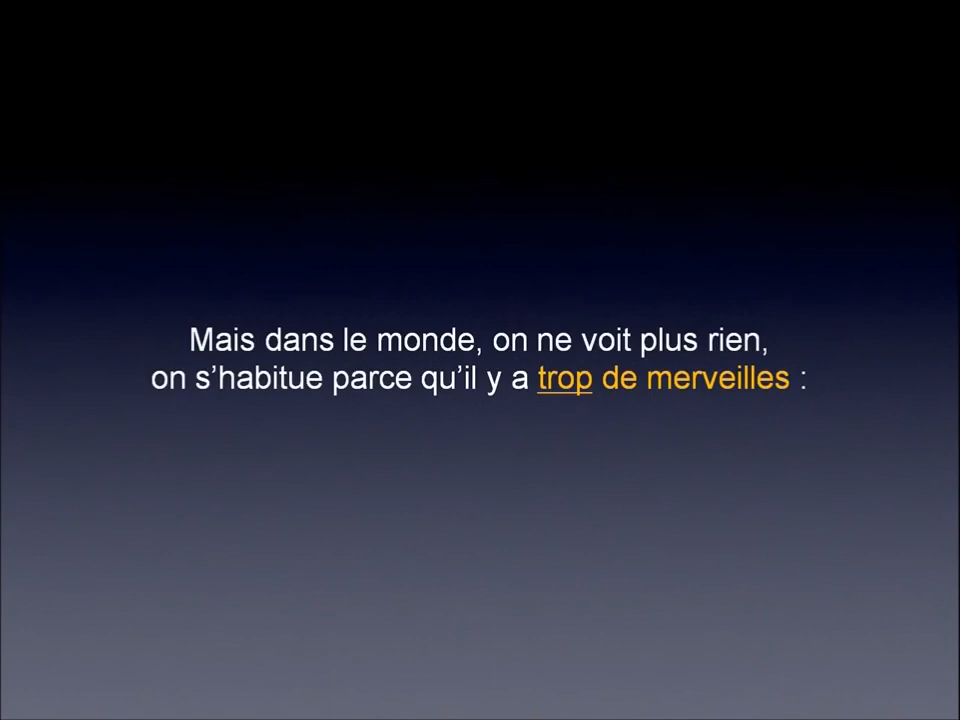 Mais dans le monde, on ne voit plus rien,
on s’habitue parce qu’il y a trop de merveilles :